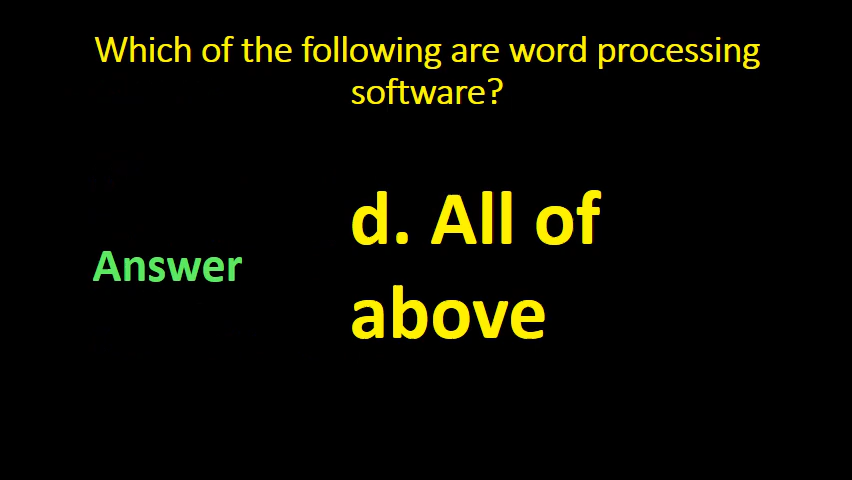 Which of the following are word processing
software?
Answer
d. All of
above